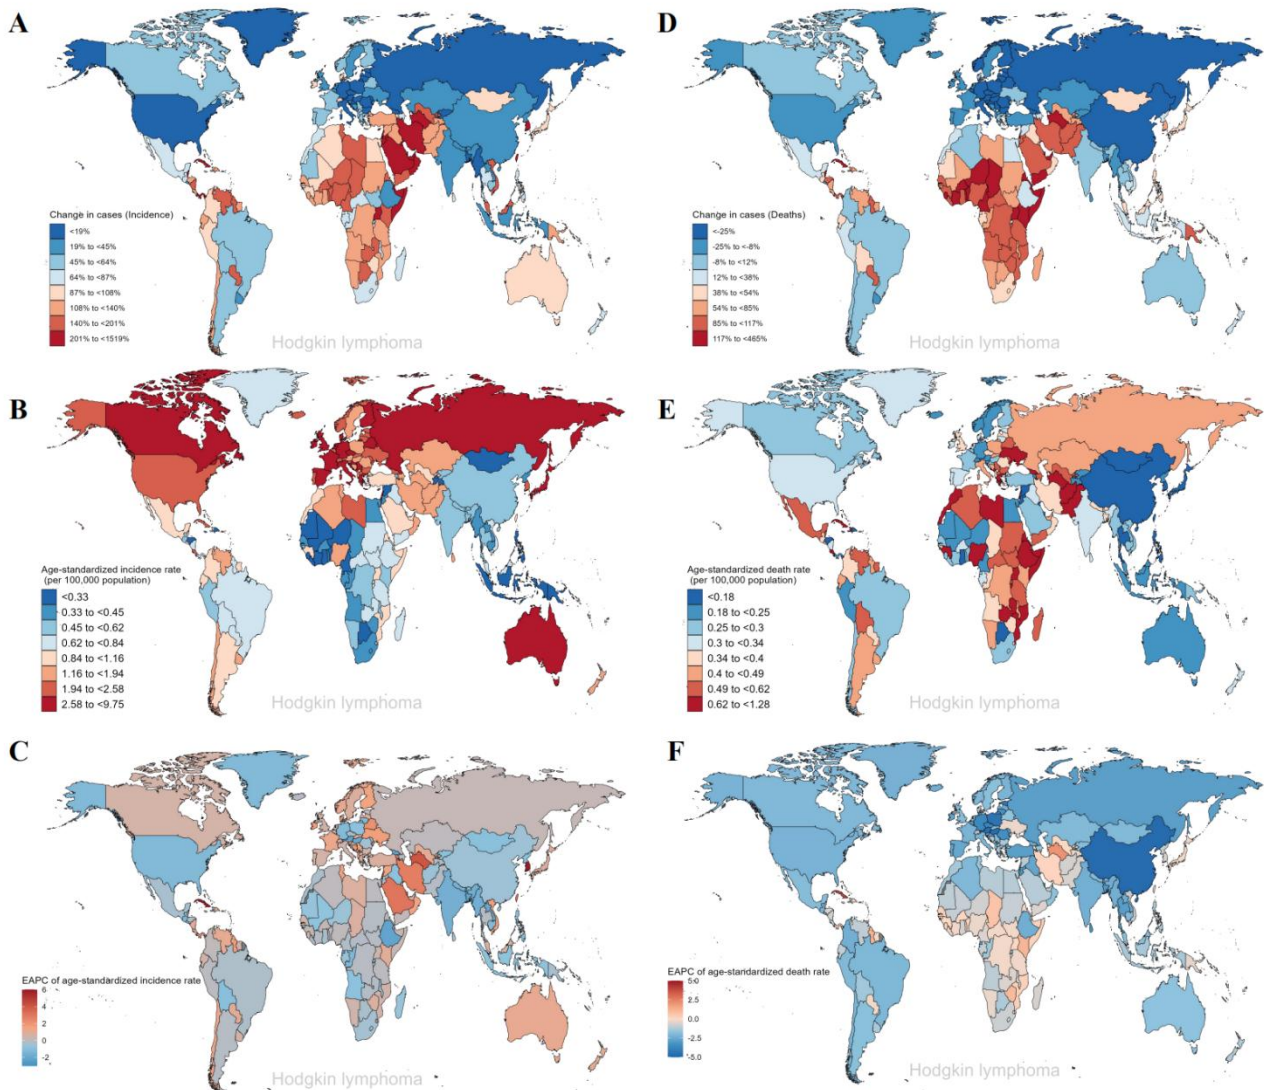 A
Change in cases (Incidence)
<19%
19% to <45%
45% to <64%
64% to <87%
87% to <108%
108% to <140%
140% to <201%
201% to <1519%
Hodgkin lymphoma
D
Change in cases (Deaths)
<-25%
-25% to <-8%
-8% to <12%
12% to <38%
38% to <54%
54% to <85%
85% to <117%
117% to <465%
Hodgkin lymphoma
B
Age-standardized incidence rate
(per 100,000 population)
<0.33
0.33 to <0.45
0.45 to <0.62
0.62 to <0.84
0.84 to <1.16
1.16 to <1.94
1.94 to <2.58
2.58 to <9.75
Hodgkin lymphoma
E
Age-standardized death rate
(per 100,000 population)
<0.18
0.18 to <0.25
0.25 to <0.3
0.3 to <0.34
0.34 to <0.4
0.4 to <0.49
0.49 to <0.62
0.62 to <1.28
Hodgkin lymphoma
C
EAPC of age-standardized incidence rate
6
4
2
0
-2
Hodgkin lymphoma
F
EAPC of age-standardized death rate
5.0
2.5
0.0
-2.5
-5.0
Hodgkin lymphoma